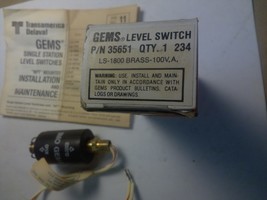 Transamerica
Delaval
GEMS®
SINGLE STATION
LEVEL SWITCHES
INSTALLATION
AND
MAINTENANCE
GEMS® LEVEL SWITCH
P/N 35651 QTY..1 234
LS-1800 BRASS-100V.A.
WARNING: USE, INSTALL AND MAIN-
TAIN ONLY IN ACCORDANCE WITH
GEMS PRODUCT BULLETINS, CATA-
LOGS OR DRAWINGS.